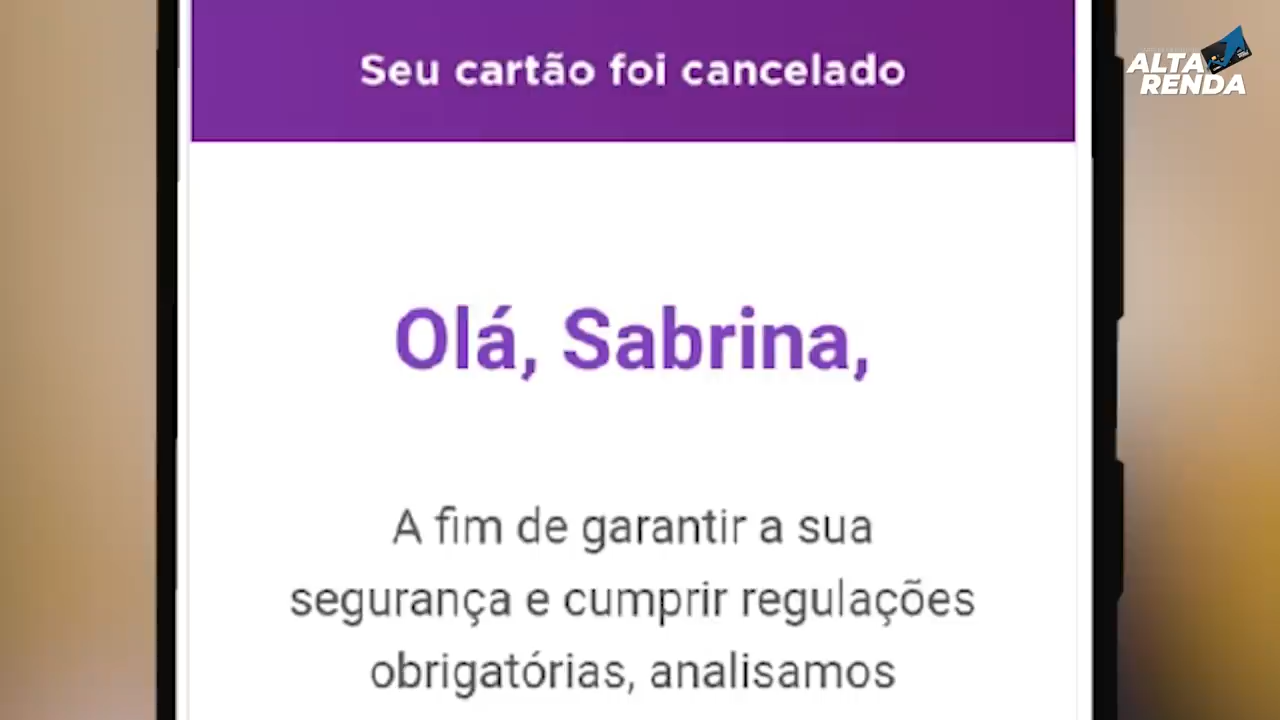 Seu cartão foi cancelado
ALTA
RENDA
Olá, Sabrina,
A fim de garantir a sua
segurança e cumprir regulações
obrigatórias, analisamos